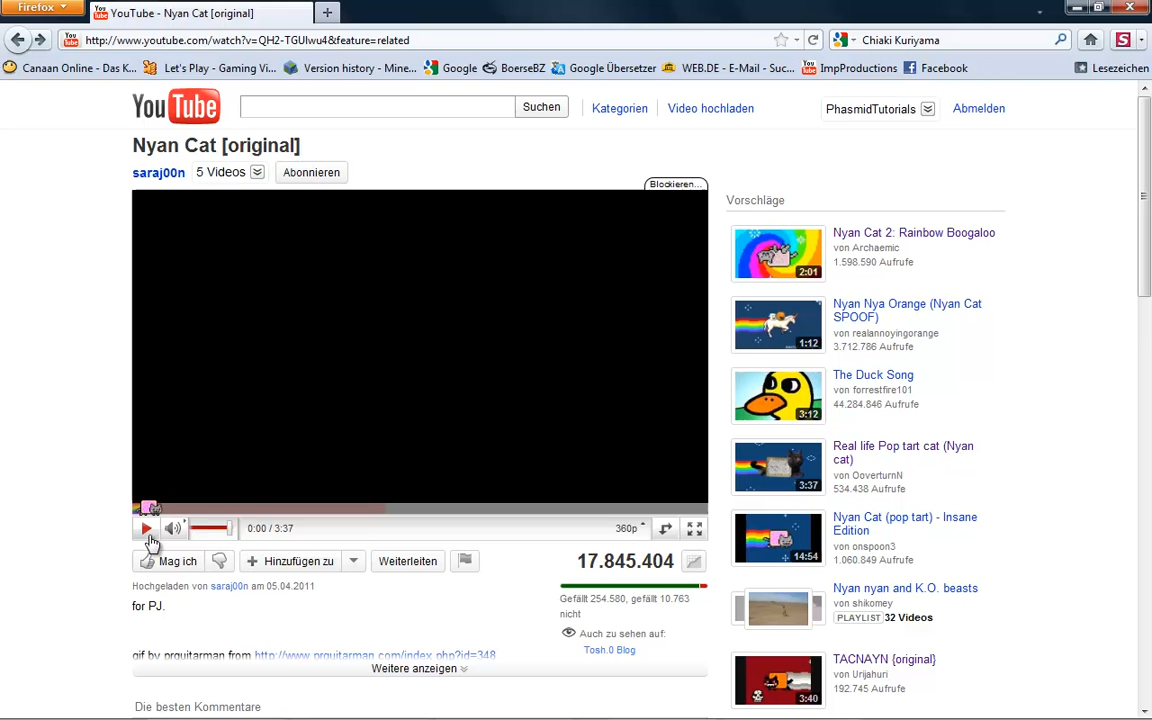 Firefox
YouTube - Nyan Cat [original]
http://www.youtube.com/watch?v=QH2-TGUlwu4&feature=related
Chiaki Kuriyama
Canaan Online - Das K...
Let's Play - Gaming Vi...
Version history - Mine...
Google
BoerseBZ
Google Übersetzer
WEB.DE - E-Mail - Suc...
ImpProductions
Facebook
Lesezeichen
YouTube
Suchen
Kategorien
Video hochladen
PhasmidTutorials
Abmelden
Nyan Cat [original]
saraj00n
5 Videos
Abonnieren
Blockieren...
0:00 / 3:37
360p
Mag ich
Hinzufügen zu
Weiterleiten
17.845.404
Hochgeladen von saraj00n am 05.04.2011
for PJ.
gif by prguitarman from http://www.prguitarman.com/index.php?id=348
Weitere anzeigen
Gefällt 254.580, gefällt 10.763
nicht
Auch zu sehen auf:
Tosh.0 Blog
Die besten Kommentare
Vorschläge
Nyan Cat 2: Rainbow Boogaloo
von Archaemic
1.598.590 Aufrufe
2:01
Nyan Nya Orange (Nyan Cat
SPOOF)
von realannoyingorange
3.712.786 Aufrufe
1:12
The Duck Song
von forrestfire101
44.284.846 Aufrufe
3:12
Real life Pop tart cat (Nyan
cat)
von OoverturnN
534.438 Aufrufe
3:37
Nyan Cat (pop tart) - Insane
Edition
von onspoon3
1.060.849 Aufrufe
14:54
Nyan nyan and K.O. beasts
von shikomey
PLAYLIST 32 Videos
TACNAYN {original}
von Urijahuri
192.745 Aufrufe
3:40